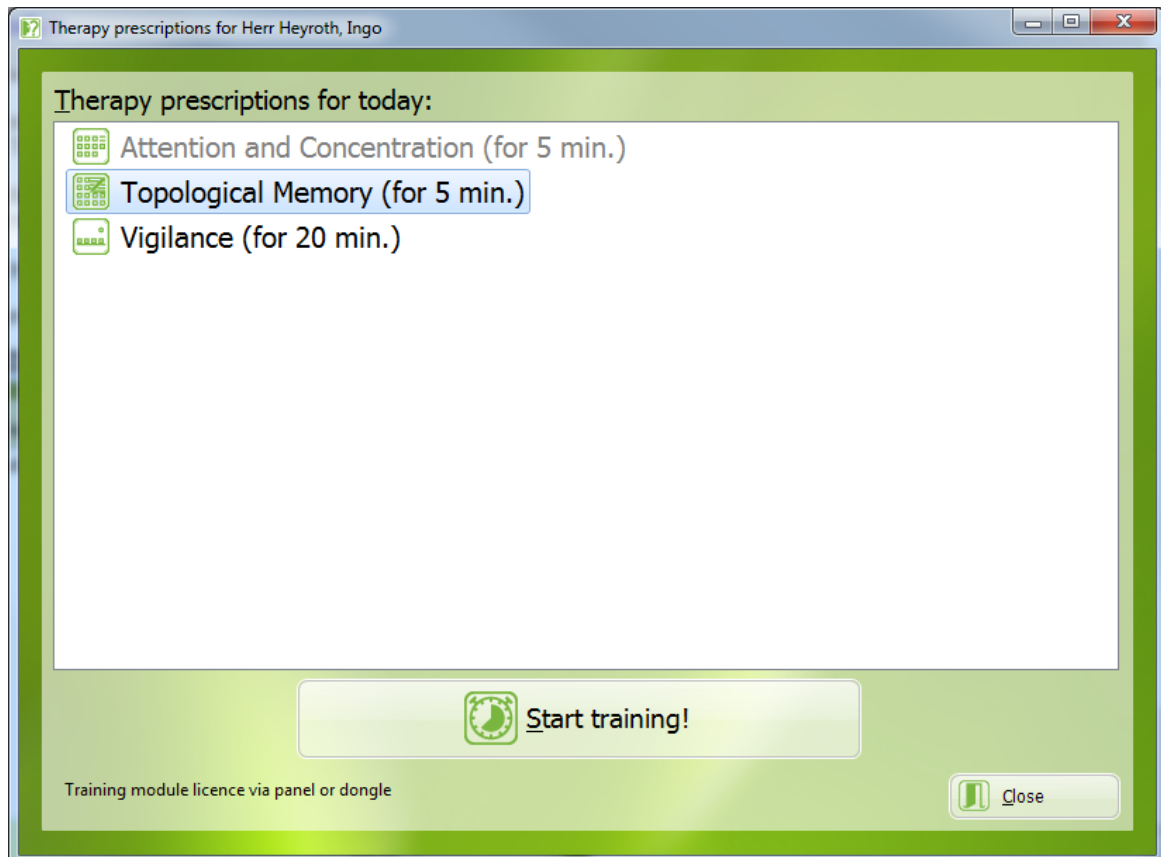 Therapy prescriptions for Herr Heyroth, Ingo
Therapy prescriptions for today:
Attention and Concentration (for 5 min.)
Topological Memory (for 5 min.)
Vigilance (for 20 min.)
Start training!
Training module licence via panel or dongle
Close